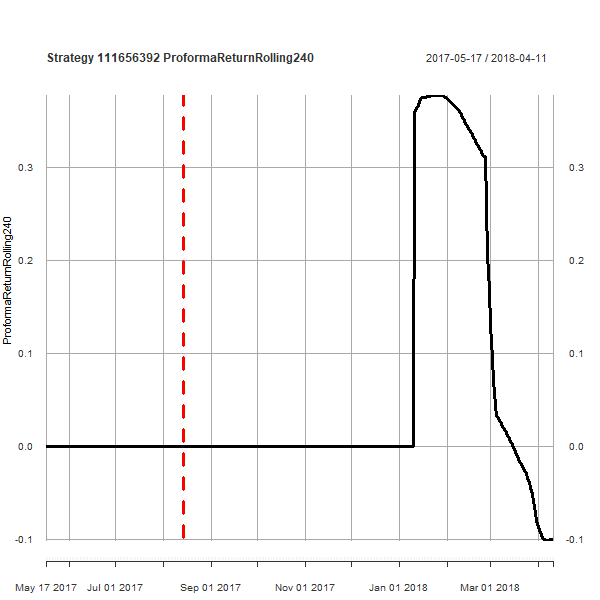 Strategy 111656392 ProformaReturnRolling240
2017-05-17 / 2018-04-11
ProformaReturnRolling240
0.3
0.3
0.2
0.2
0.1
0.1
0.0
0.0
-0.1
-0.1
May 17 2017 Jul 01 2017 Sep 01 2017 Nov 01 2017 Jan 01 2018 Mar 01 2018